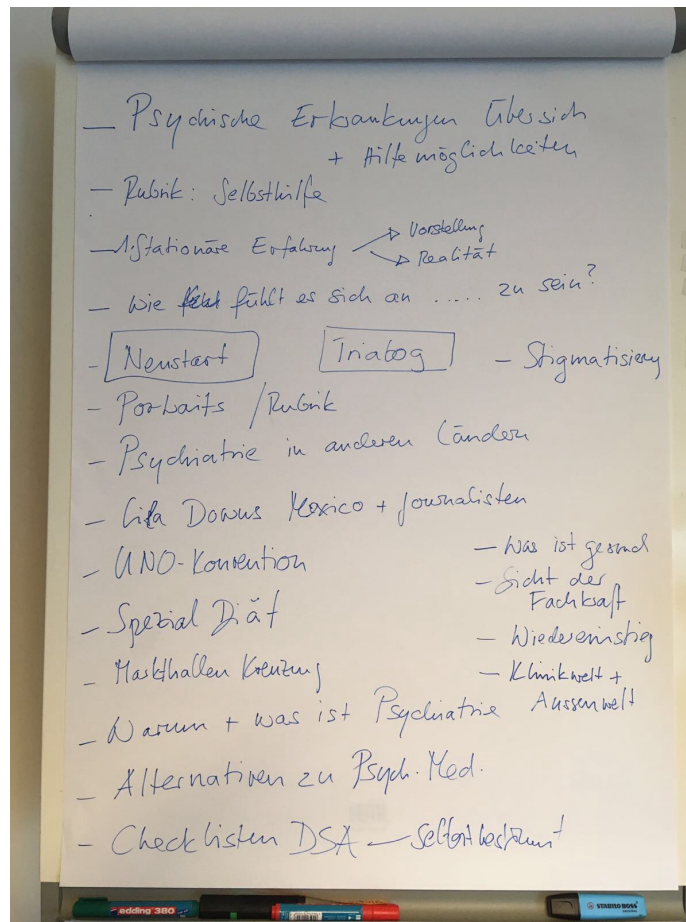 – Psychische Erkrankungen Übersich
+ Hilfemöglichkeiten
– Rubrik: Selbsthilfe
– 1. Stationäre Erfahrung
Vorstellung
Realität
– Wie fühlt es sich an ..... zu sein?
– Neustart
Trialog
– Stigmatisierung
– Portraits / Rubrik
– Psychiatrie in anderen Ländern
– Downs Mexico + Journalisten
– UNO-Konvention
– Spezial Diät
– Markthallen Kreuzung
– Warum + was ist Psychiatrie
– Alternativen zu Psych. Med.
– Checklisten DSA – selbstbestimmt
– Was ist gesund
– Sicht der
Fachkraft
– Wiedereinstieg
– Klinikwelt +
Aussenwelt
edding 380
STABILO BOSS